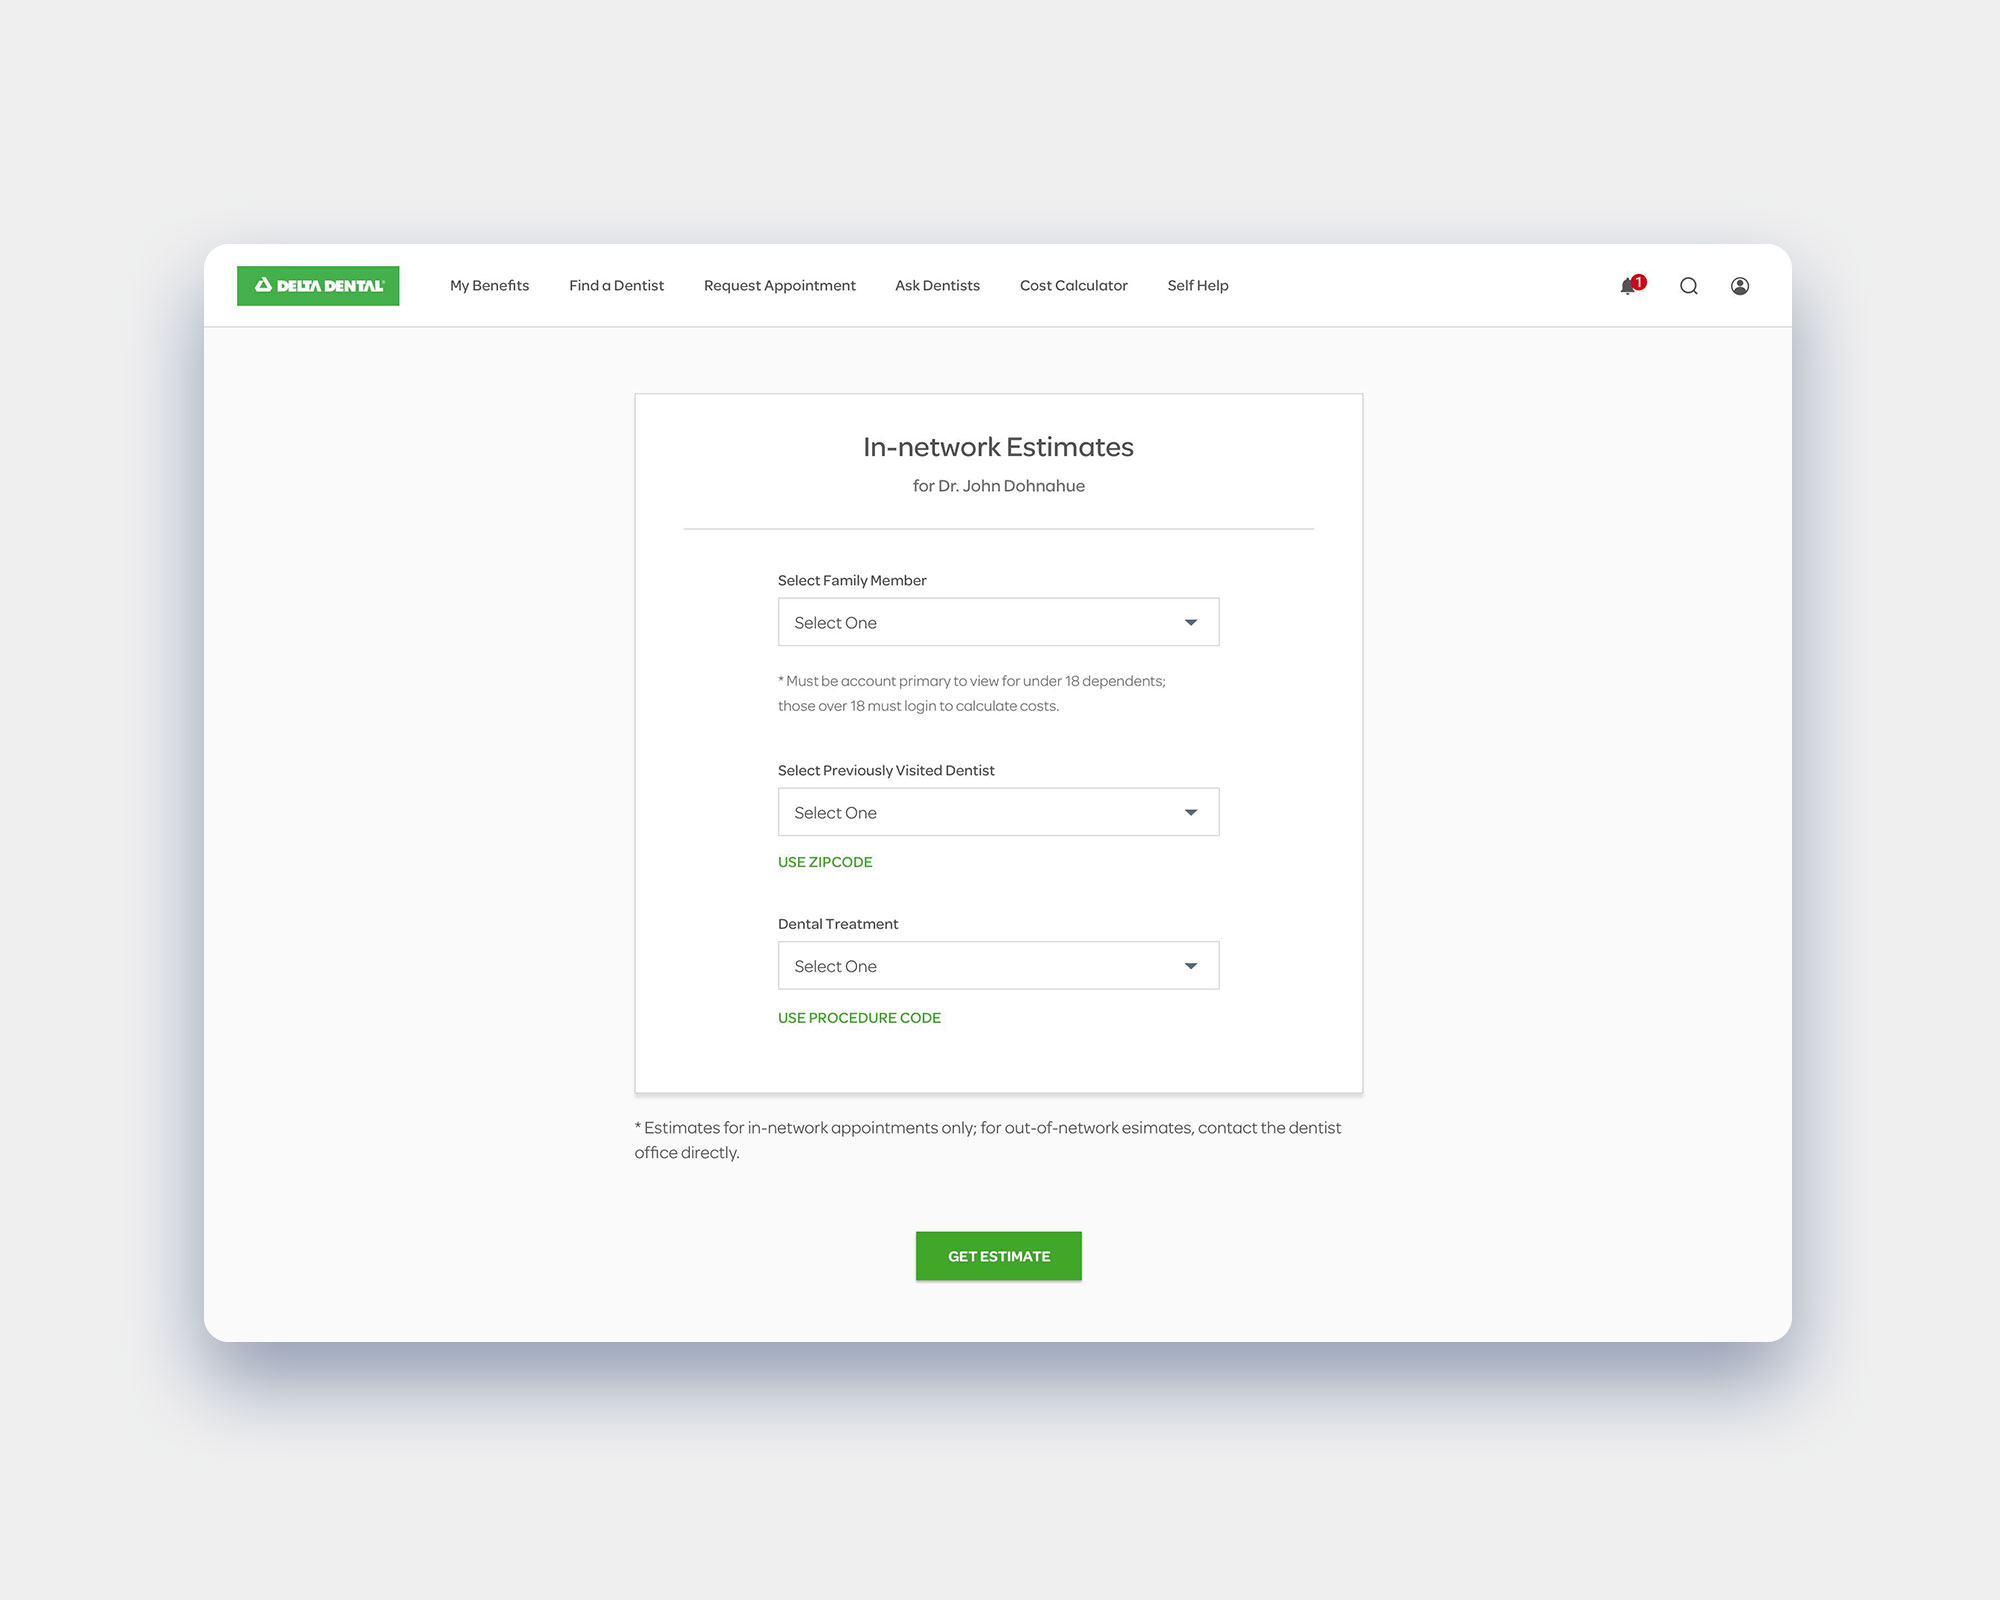 DELTA DENTAL
My Benefits
Find a Dentist
Request Appointment
Ask Dentists
Cost Calculator
Self Help
1
In-network Estimates
for Dr. John Dohnahue
Select Family Member
Select One
* Must be account primary to view for under 18 dependents;
those over 18 must login to calculate costs.
Select Previously Visited Dentist
Select One
USE ZIPCODE
Dental Treatment
Select One
USE PROCEDURE CODE
* Estimates for in-network appointments only; for out-of-network esimates, contact the dentist
office directly.
GET ESTIMATE